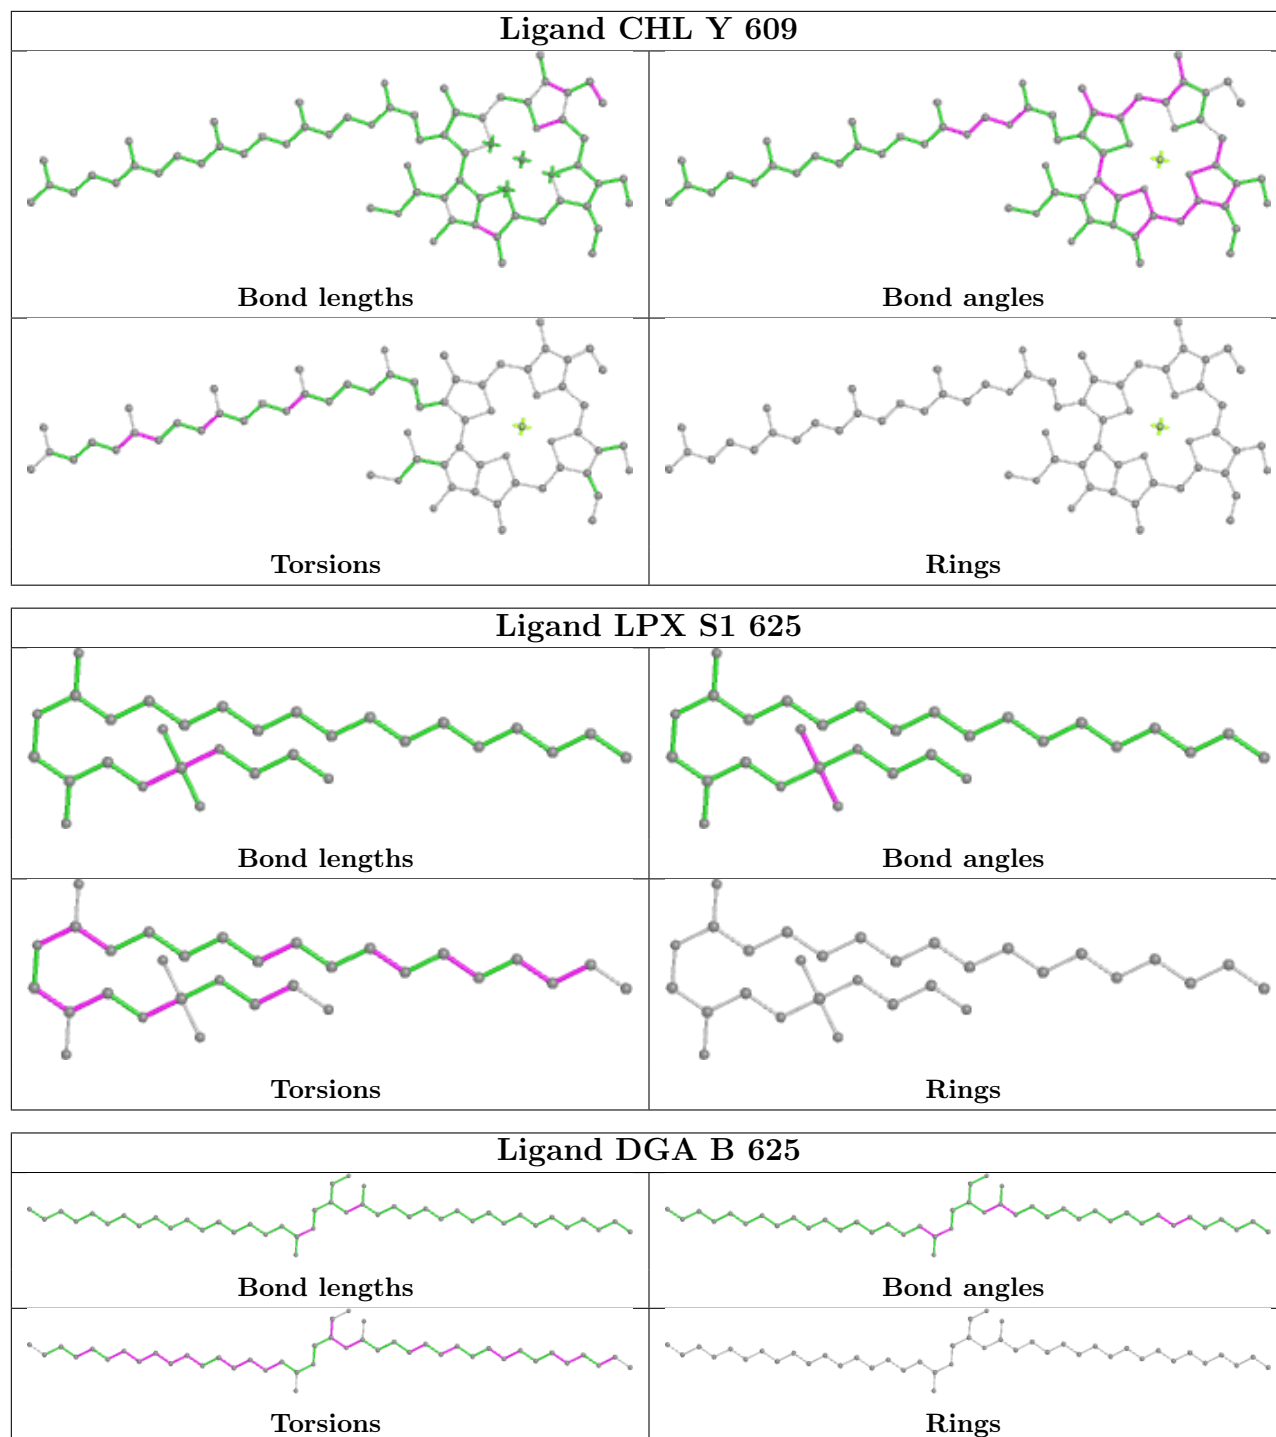 Ligand CHL Y 609
Bond lengths
Bond angles
Torsions
Rings
Ligand LPX S1 625
Bond lengths
Bond angles
Torsions
Rings
Ligand DGA B 625
Bond lengths
Bond angles
Torsions
Rings